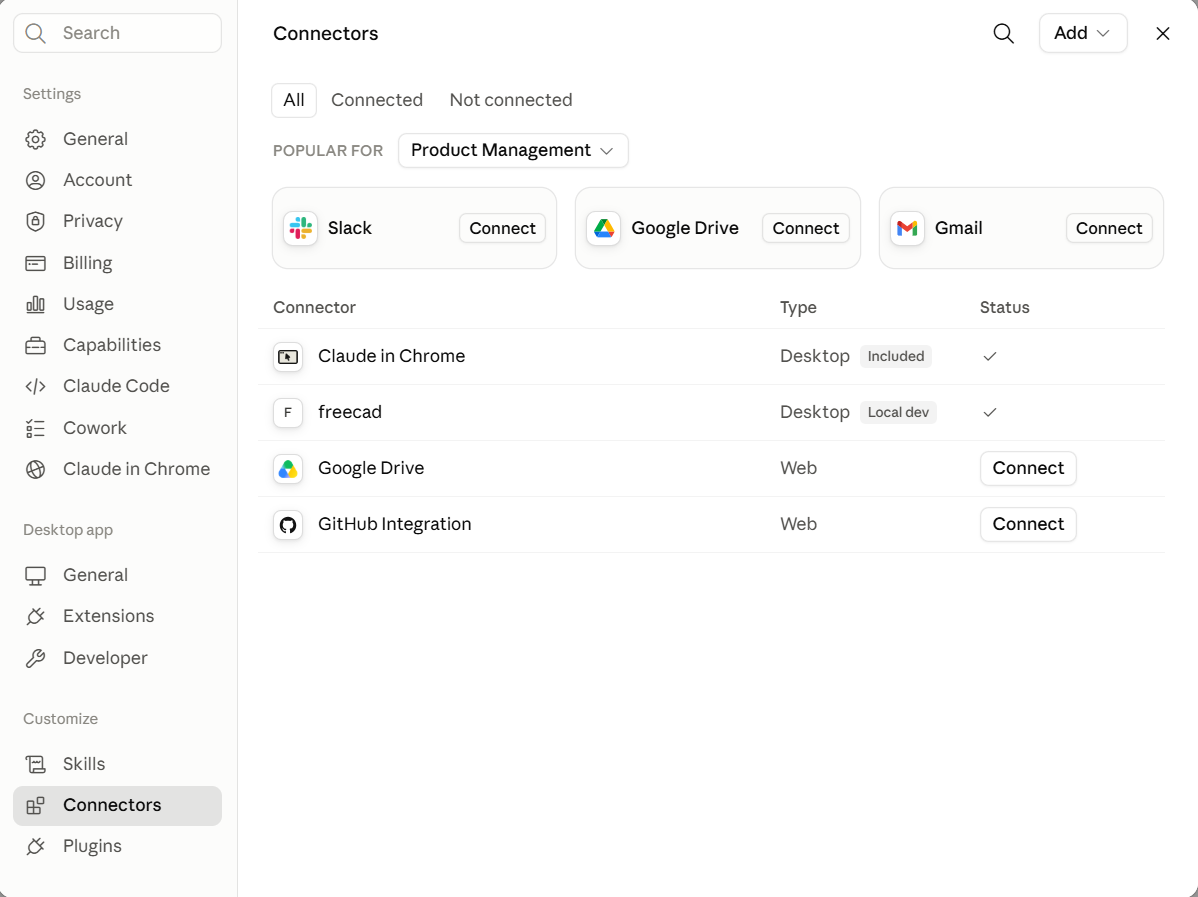 Search
Settings
General
Account
Privacy
Billing
Usage
Capabilities
Claude Code
Cowork
Claude in Chrome
Desktop app
General
Extensions
Developer
Customize
Skills
Connectors
Plugins
Connectors
Add
All Connected Not connected
POPULAR FOR Product Management
Slack Connect Google Drive Connect Gmail Connect
Connector Type Status
Claude in Chrome Desktop Included
F freecad Desktop Local dev
Google Drive Web Connect
GitHub Integration Web Connect